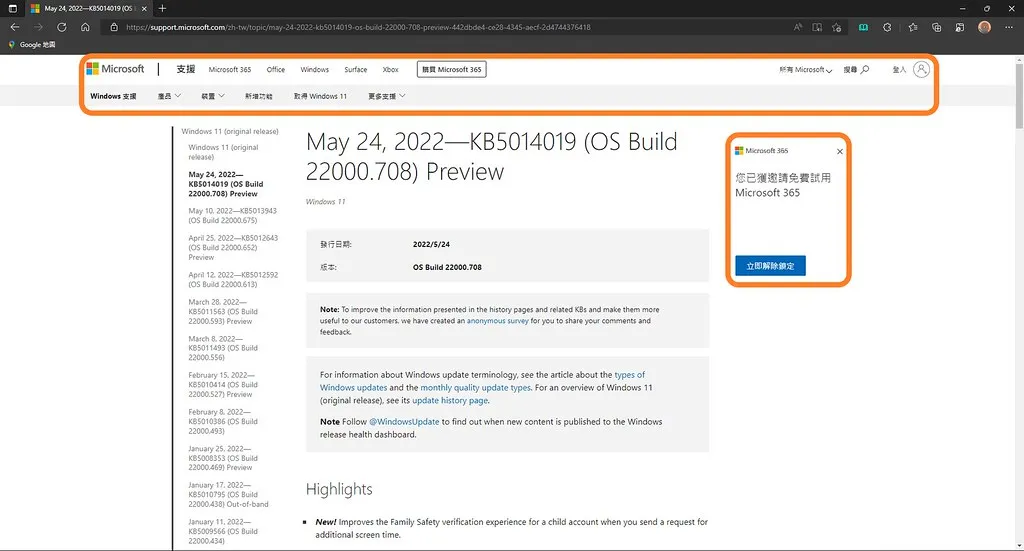 May 24, 2022—KB5014019 (OS
https://support.microsoft.com/zh-tw/topic/may-24-2022-kb5014019-os-build-22000-708-preview-442dbde4-ce28-4345-aecf-2d4744376418
Google 地圖
Microsoft
支援
Microsoft 365
Office
Windows
Surface
Xbox
購買 Microsoft 365
所有 Microsoft
搜尋
登入
Windows 支援
產品
裝置
新增功能
取得 Windows 11
更多支援
Windows 11 (original release)
Windows 11 (original
release)
May 24, 2022—
KB5014019 (OS Build
22000.708) Preview
May 10, 2022—KB5013943
(OS Build 22000.675)
April 25, 2022—KB5012643
(OS Build 22000.652)
Preview
April 12, 2022—KB5012592
(OS Build 22000.613)
March 28, 2022—
KB5011563 (OS Build
22000.593) Preview
March 8, 2022—
KB5011493 (OS Build
22000.556)
February 15, 2022—
KB5010414 (OS Build
22000.527) Preview
February 8, 2022—
KB5010386 (OS Build
22000.493)
January 25, 2022—
KB5008353 (OS Build
22000.469) Preview
January 17, 2022—
KB5010795 (OS Build
22000.438) Out-of-band
January 11, 2022—
KB5009566 (OS Build
22000.434)
May 24, 2022—KB5014019 (OS Build
22000.708) Preview
Windows 11
發行日期:
2022/5/24
版本:
OS Build 22000.708
Note: To improve the information presented in the history pages and related KBs and make them more
useful to our customers, we have created an anonymous survey for you to share your comments and
feedback.
For information about Windows update terminology, see the article about the types of
Windows updates and the monthly quality update types. For an overview of Windows 11
(original release), see its update history page.
Note Follow @WindowsUpdate to find out when new content is published to the Windows
release health dashboard.
Highlights
New! Improves the Family Safety verification experience for a child account when you send a request for
additional screen time.
Microsoft 365
您已獲邀請免費試用
Microsoft 365
立即解除鎖定